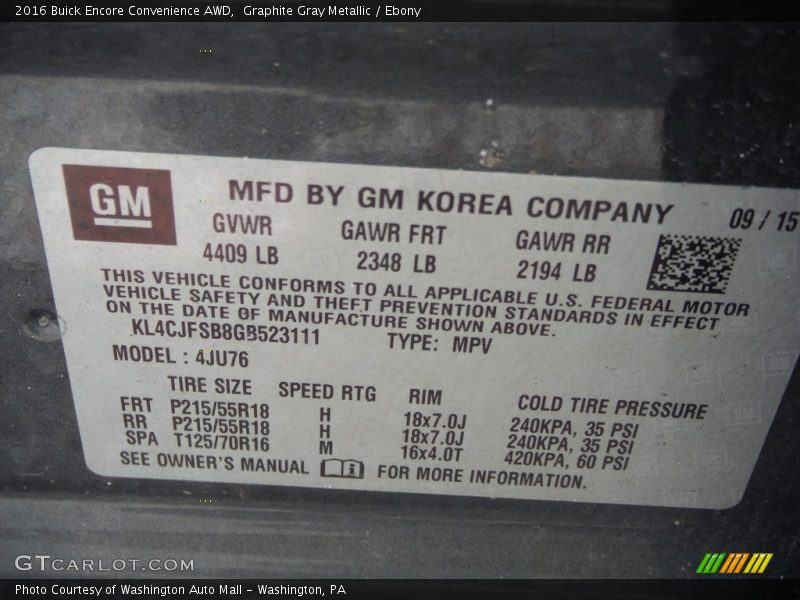 2016 Buick Encore Convenience AWD,  Graphite Gray Metallic / Ebony
GM
MFD BY GM KOREA COMPANY 09 / 15
GVWR GAWR FRT GAWR RR
4409 LB 2348 LB 2194 LB
THIS VEHICLE CONFORMS TO ALL APPLICABLE U.S. FEDERAL MOTOR
VEHICLE SAFETY AND THEFT PREVENTION STANDARDS IN EFFECT
ON THE DATE OF MANUFACTURE SHOWN ABOVE.
KL4CJFSB8GB523111 TYPE: MPV
MODEL : 4JU76
TIRE SIZE SPEED RTG RIM COLD TIRE PRESSURE
FRT P215/55R18 H 18x7.0J 240KPA, 35 PSI
RR P215/55R18 H 18x7.0J 240KPA, 35 PSI
SPA T125/70R16 M 16x4.0T 420KPA, 60 PSI
SEE OWNER'S MANUAL FOR MORE INFORMATION.
GTCARLOT.COM
Photo Courtesy of Washington Auto Mall - Washington, PA